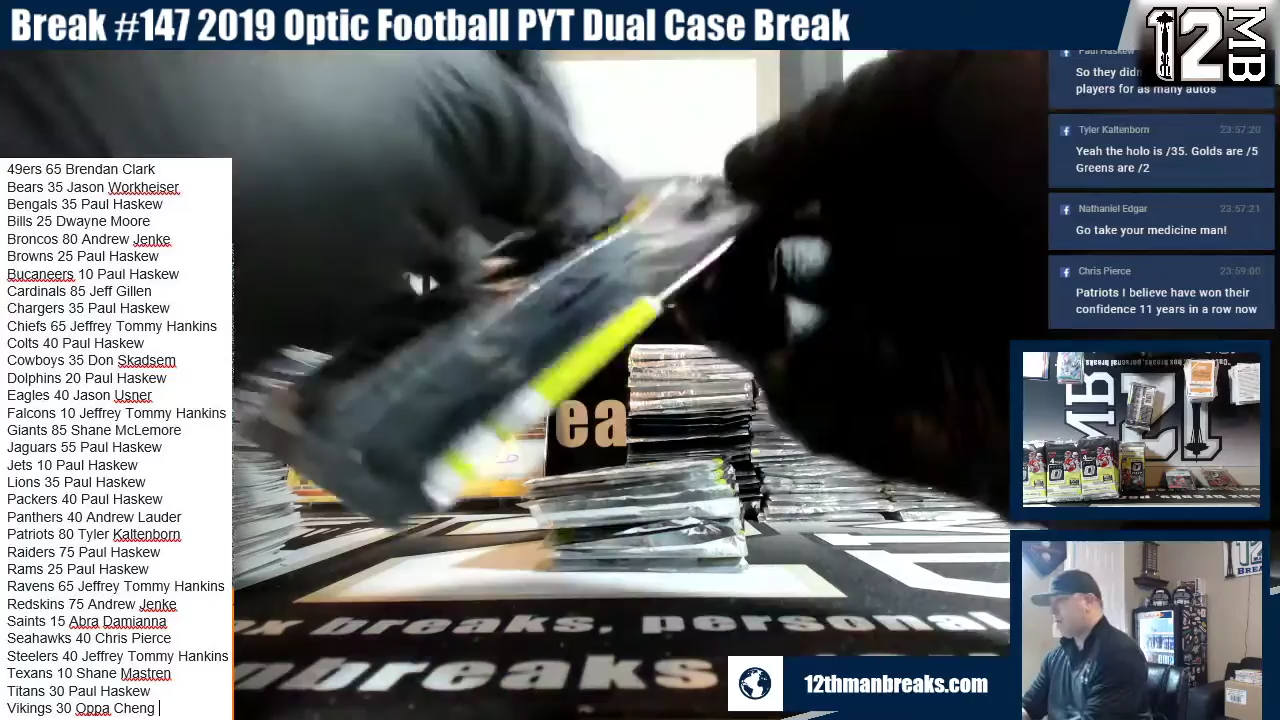 Break #147 2019 Optic Football PYT Dual Case Break
12
MB
49ers 65 Brendan Clark
Bears 35 Jason Workheiser
Bengals 35 Paul Haskew
Bills 25 Dwayne Moore
Broncos 80 Andrew Jenke
Browns 25 Paul Haskew
Bucaneers 10 Paul Haskew
Cardinals 85 Jeff Gillen
Chargers 35 Paul Haskew
Chiefs 65 Jeffrey Tommy Hankins
Colts 40 Paul Haskew
Cowboys 35 Don Skadsem
Dolphins 20 Paul Haskew
Eagles 40 Jason Usner
Falcons 10 Jeffrey Tommy Hankins
Giants 85 Shane McLemore
Jaguars 55 Paul Haskew
Jets 10 Paul Haskew
Lions 35 Paul Haskew
Packers 40 Paul Haskew
Panthers 40 Andrew Lauder
Patriots 80 Tyler Kaltenborn
Raiders 75 Paul Haskew
Rams 25 Paul Haskew
Ravens 65 Jeffrey Tommy Hankins
Redskins 75 Andrew Jenke
Saints 15 Abra Damianna
Seahawks 40 Chris Pierce
Steelers 40 Jeffrey Tommy Hankins
Texans 10 Shane Mastren
Titans 30 Paul Haskew
Vikings 30 Oppa Cheng
ea
ox breaks, personal
nbreaks
12thmanbreaks.com
Paul Haskew
So they didn
players for as many autos
Tyler Kaltenborn 23:57:20
Yeah the holo is /35. Golds are /5
Greens are /2
Nathaniel Edgar 23:57:21
Go take your medicine man!
Chris Pierce 23:59:00
Patriots I believe have won their
confidence 11 years in a row now
MB
12